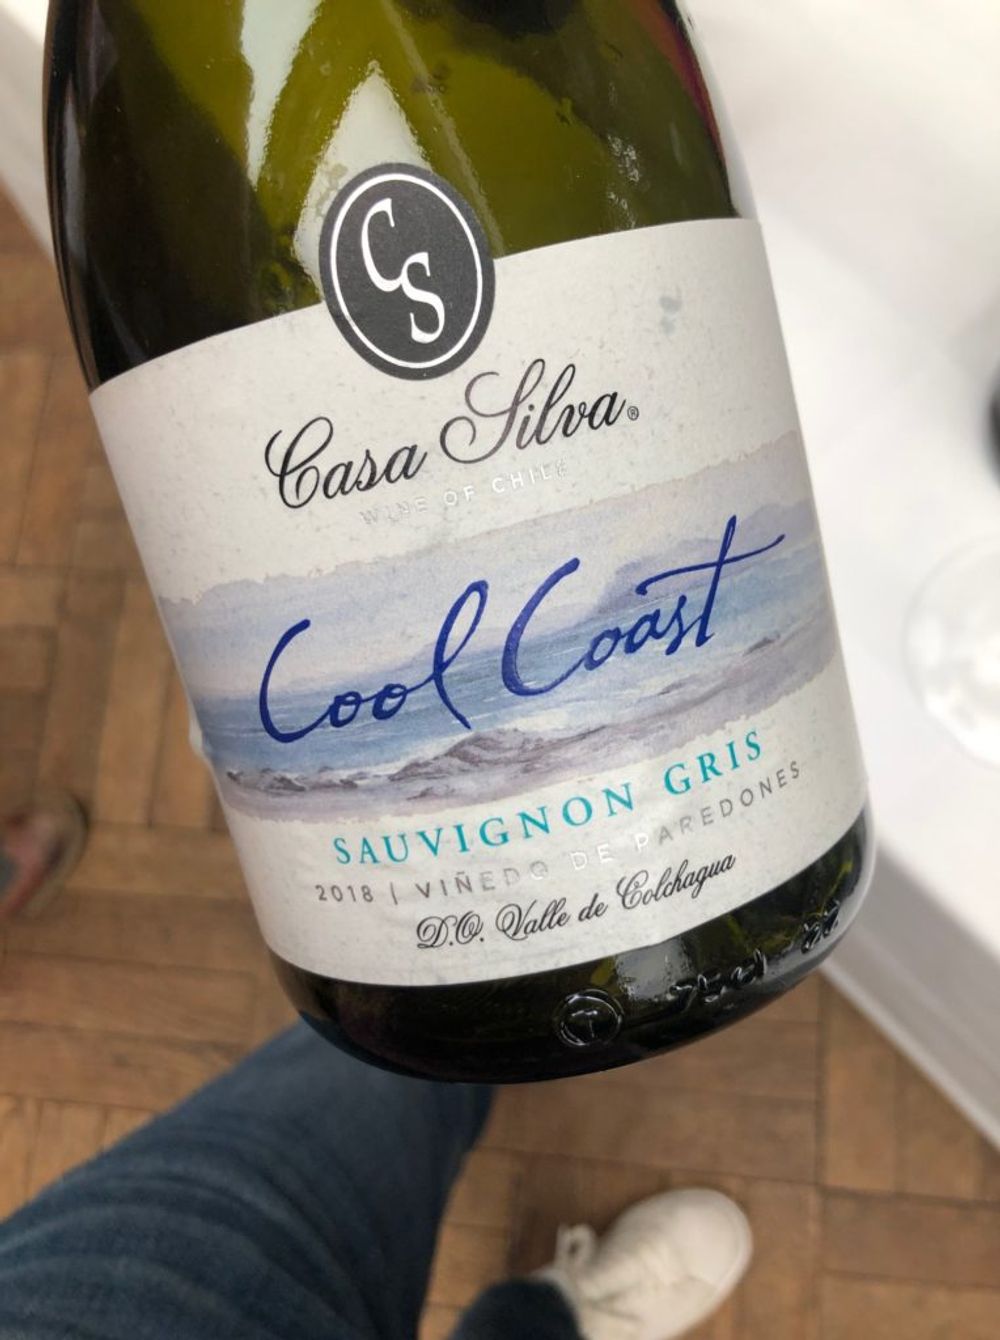 CS
Casa Silva®
WINE OF CHILE
Cool Coast
SAUVIGNON GRIS
2018 | VIÑEDO DE PAREDONES
D.O. Valle de Colchagua